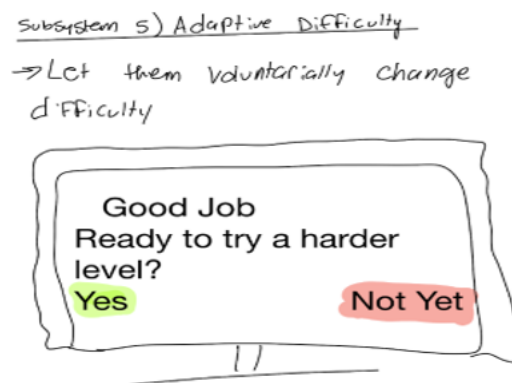 Subsystem 5) Adaptive Difficulty
→Let them voluntarially change
difficulty
Good Job
Ready to try a harder
level?
Yes Not Yet